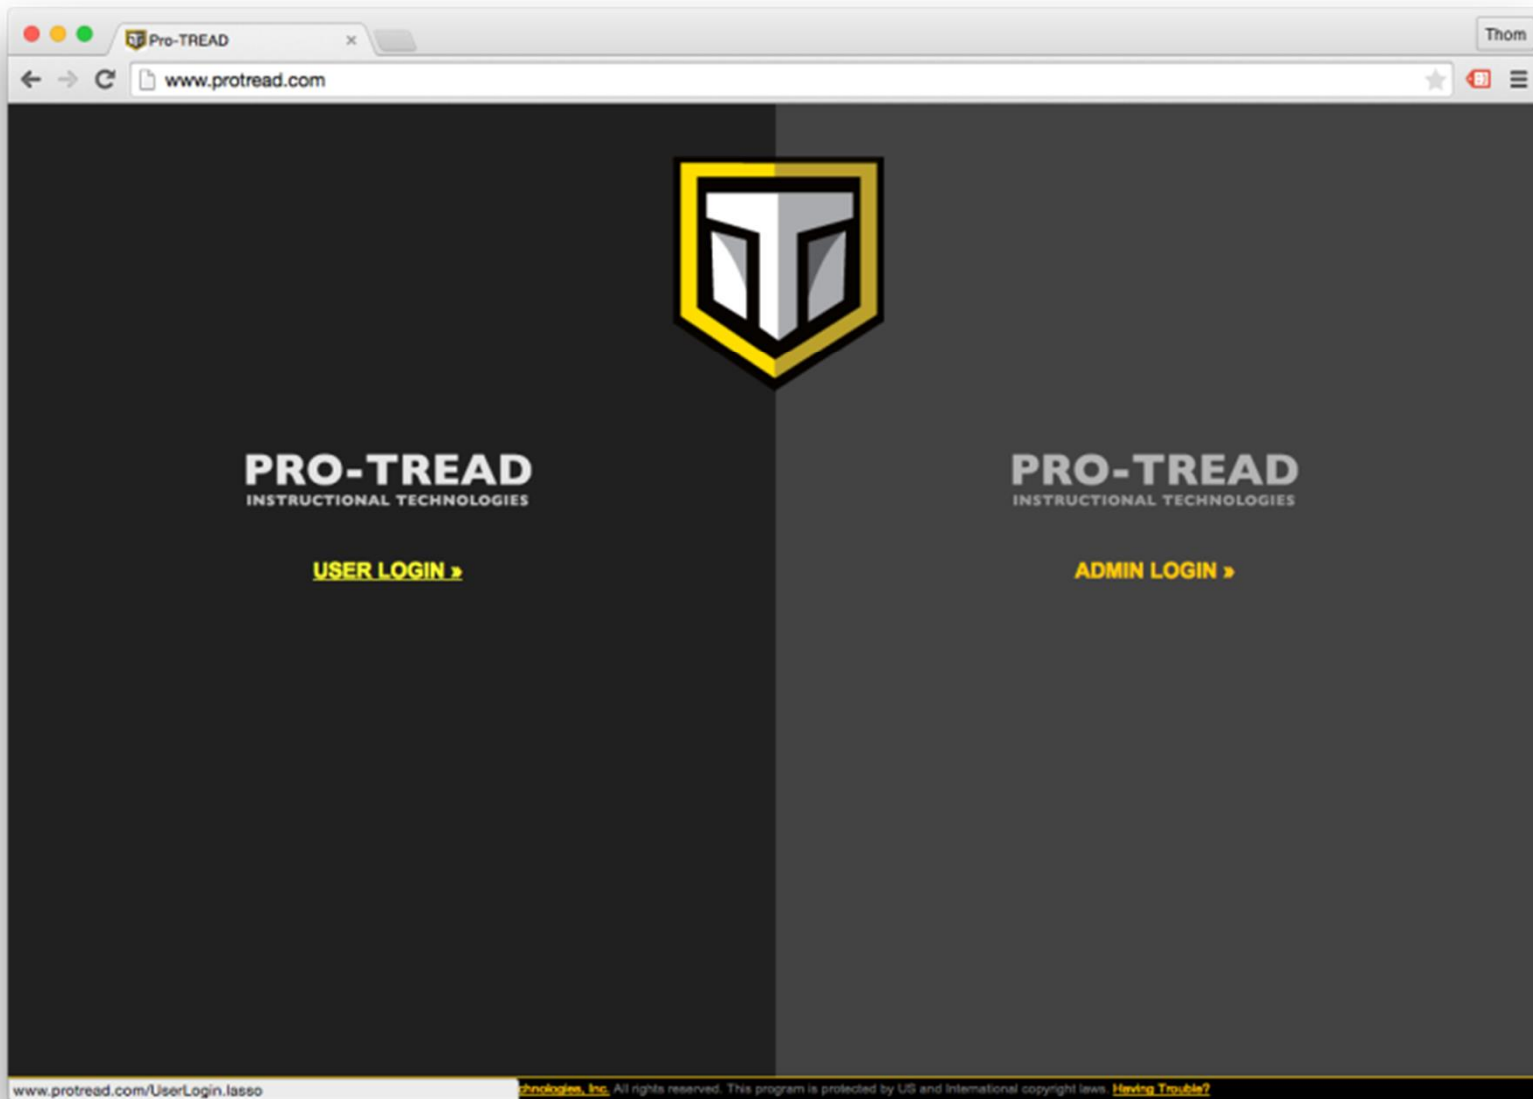 Pro-TREAD
Thom
www.protread.com
PRO-TREAD
INSTRUCTIONAL TECHNOLOGIES
USER LOGIN »
PRO-TREAD
INSTRUCTIONAL TECHNOLOGIES
ADMIN LOGIN »
www.protread.com/UserLogin.lasso
chnologies, Inc. All rights reserved. This program is protected by US and International copyright laws. Having Trouble?